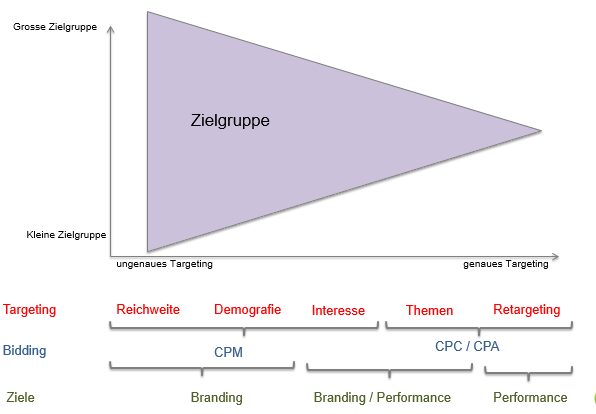 Grosse Zielgruppe
Zielgruppe
Kleine Zielgruppe
ungenaues Targeting genaues Targeting
Targeting Reichweite Demografie Interesse Themen Retargeting
Bidding CPM CPC / CPA
Ziele Branding Branding / Performance Performance